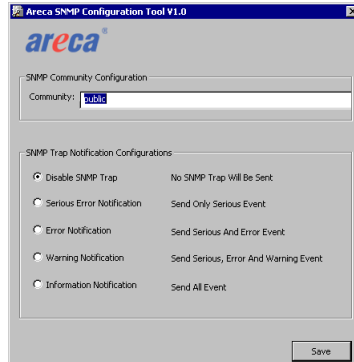 Areca SNMP Configuration Tool V1.0
areca®
SNMP Community Configuration
Community: public
SNMP Trap Notification Configurations
Disable SNMP Trap No SNMP Trap Will Be Sent
Serious Error Notification Send Only Serious Event
Error Notification Send Serious And Error Event
Warning Notification Send Serious, Error And Warning Event
Information Notification Send All Event
Save